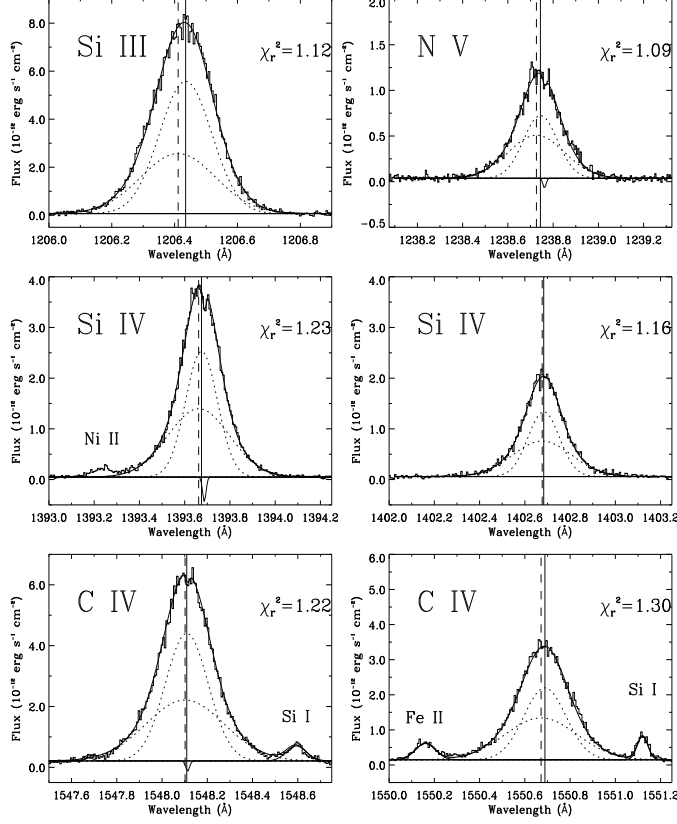 8.0
6.0
4.0
2.0
0.0
Flux (10⁻¹² erg s⁻¹ cm⁻²)
Si III
χᵣ²=1.12
1206.0 1206.2 1206.4 1206.6 1206.8
Wavelength (Å)
2.0
1.5
1.0
0.5
0.0
−0.5
Flux (10⁻¹² erg s⁻¹ cm⁻²)
N V
χᵣ²=1.09
1238.2 1238.4 1238.6 1238.8 1239.0 1239.2
Wavelength (Å)
4.0
3.0
2.0
1.0
0.0
Flux (10⁻¹² erg s⁻¹ cm⁻²)
Si IV
χᵣ²=1.23
Ni II
1393.0 1393.2 1393.4 1393.6 1393.8 1394.0 1394.2
Wavelength (Å)
4.0
3.0
2.0
1.0
0.0
Flux (10⁻¹² erg s⁻¹ cm⁻²)
Si IV
χᵣ²=1.16
1402.0 1402.2 1402.4 1402.6 1402.8 1403.0 1403.2
Wavelength (Å)
6.0
4.0
2.0
0.0
Flux (10⁻¹² erg s⁻¹ cm⁻²)
C IV
χᵣ²=1.22
Si I
1547.6 1547.8 1548.0 1548.2 1548.4 1548.6
Wavelength (Å)
6.0
5.0
4.0
3.0
2.0
1.0
0.0
Flux (10⁻¹² erg s⁻¹ cm⁻²)
C IV
χᵣ²=1.30
Si I
Fe II
1550.0 1550.2 1550.4 1550.6 1550.8 1551.0 1551.2
Wavelength (Å)